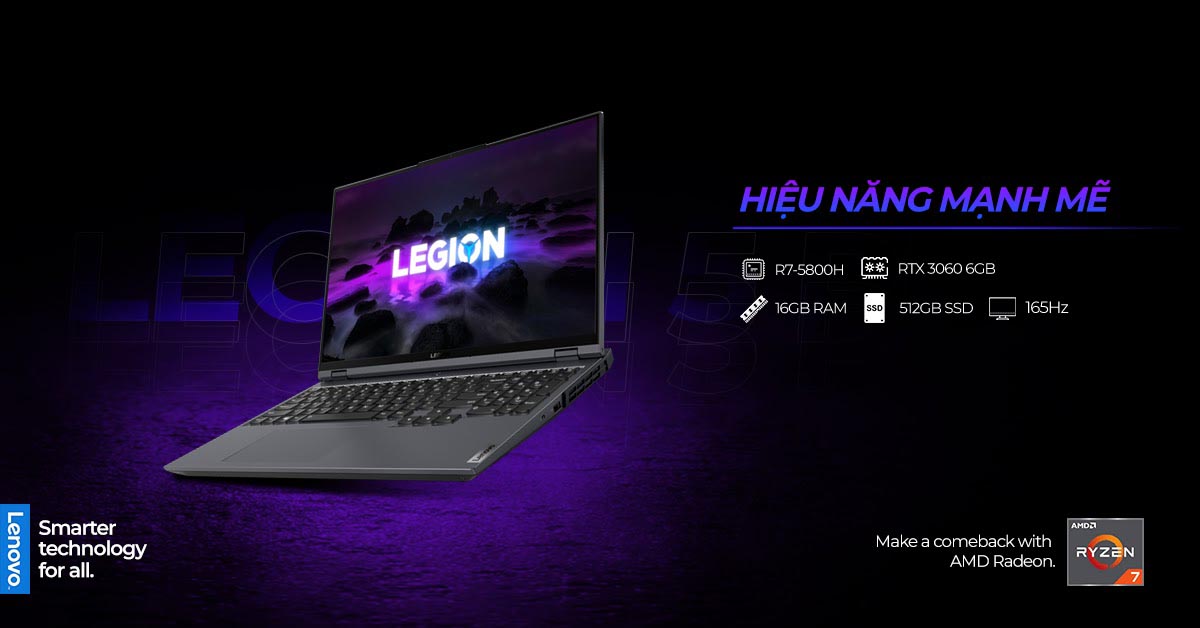 LEGION
HIỆU NĂNG MẠNH MẼ
R7-5800H
RTX 3060 6GB
16GB RAM
SSD
512GB SSD
165Hz
Lenovo
Smarter
technology
for all.
Make a comeback with
AMD Radeon.
AMD
RYZEN
7